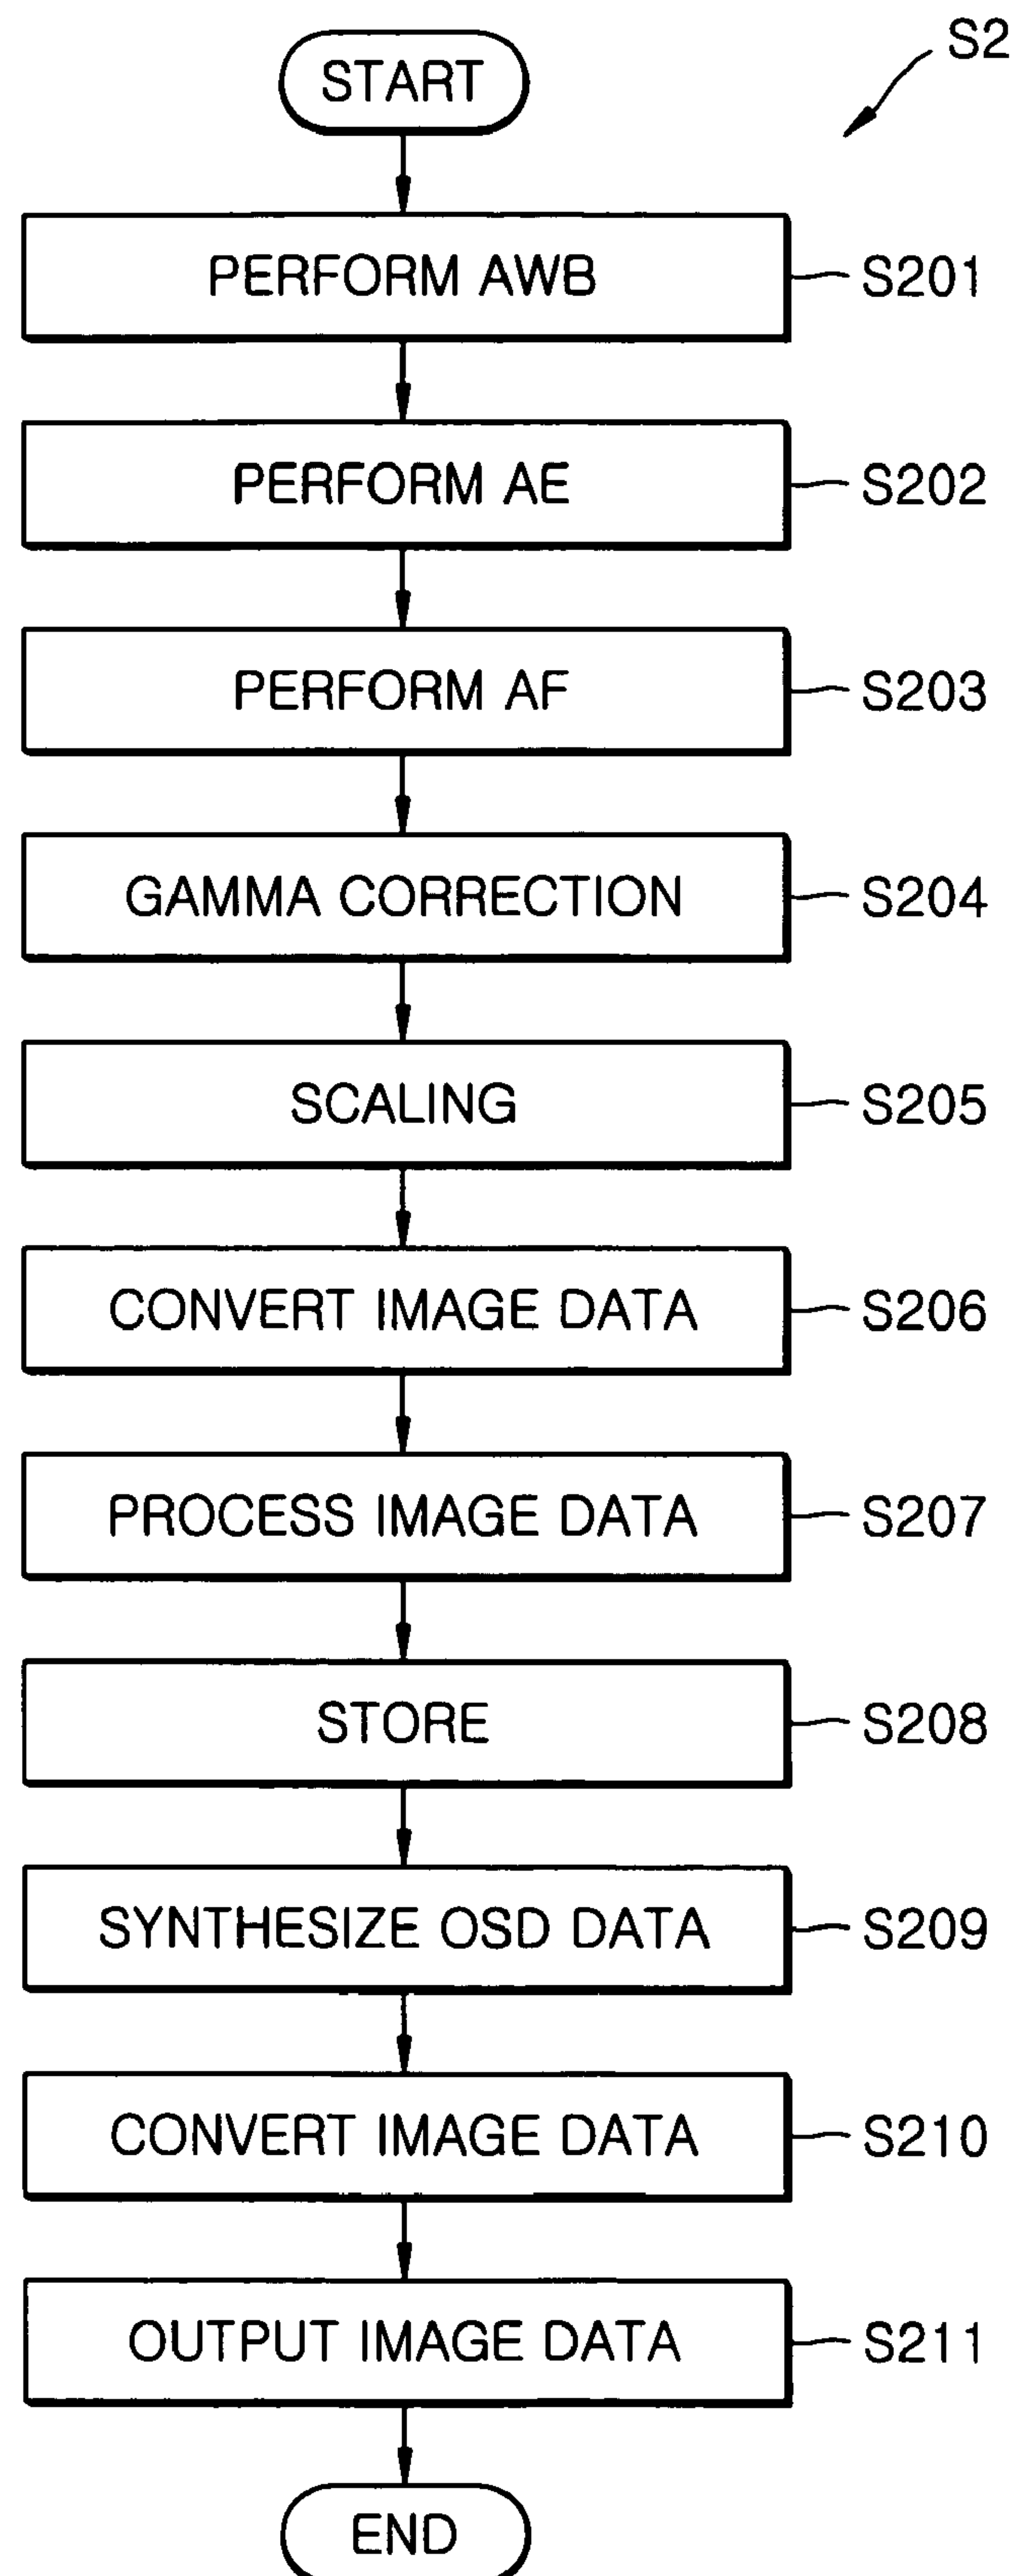 START
S2
PERFORM AWB
S201
PERFORM AE
S202
PERFORM AF
S203
GAMMA CORRECTION
S204
SCALING
S205
CONVERT IMAGE DATA
S206
PROCESS IMAGE DATA
S207
STORE
S208
SYNTHESIZE OSD DATA
S209
CONVERT IMAGE DATA
S210
OUTPUT IMAGE DATA
S211
END